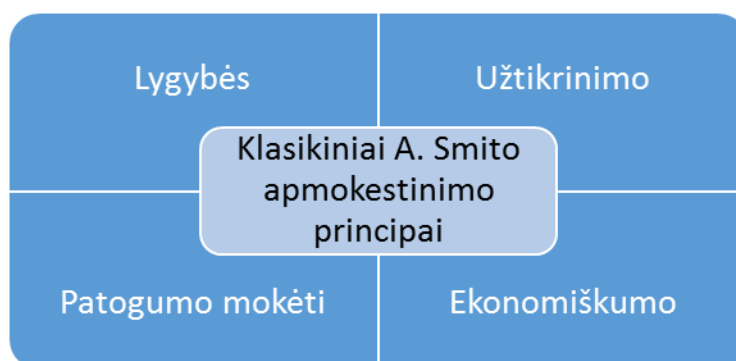 Lygybės
Užtikrinimo
Klasikiniai A. Smito
apmokestinimo
principai
Patogumo mokėti
Ekonomiškumo